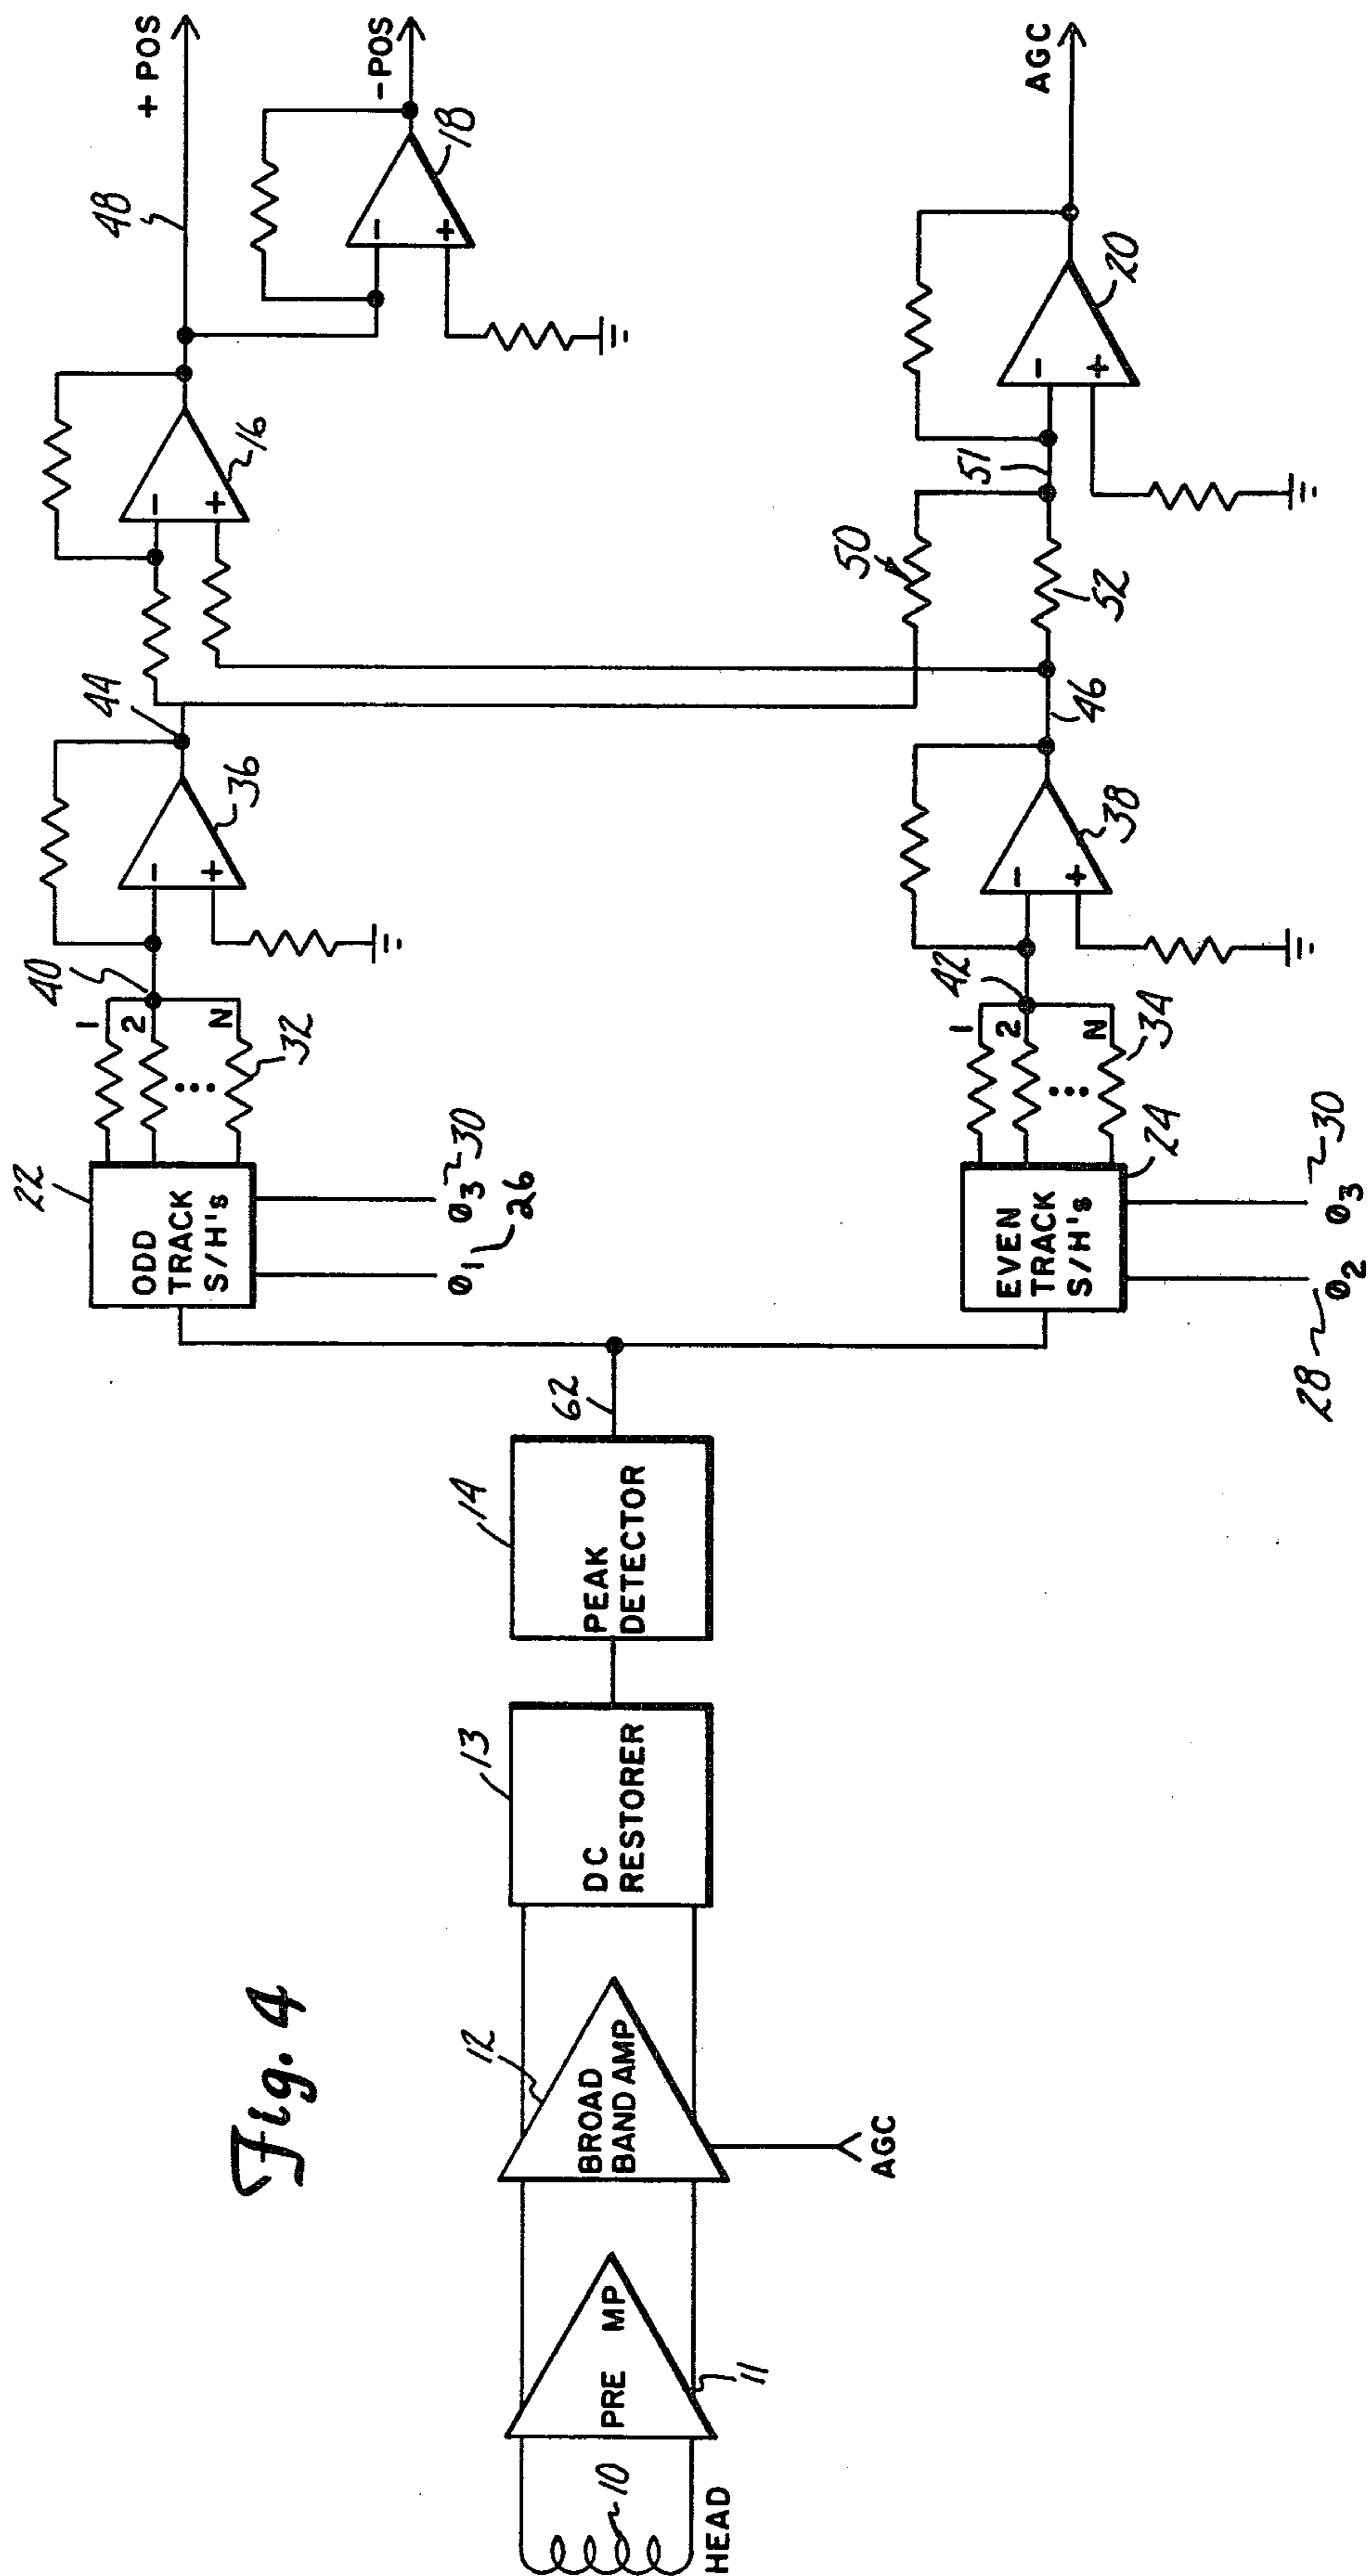 Fig. 4
HEAD
10
PRE MP
11
BROAD
BAND AMP
12
AGC
DC
RESTORER
13
PEAK
DETECTOR
14
62
ODD
TRACK
S/H's
22
Ø1 26
Ø3 30
1
2
N
32
40
-
+
36
44
-
+
16
48
+ POS
-
+
18
- POS
EVEN
TRACK
S/H's
24
28 Ø2
Ø3 30
1
2
N
34
42
-
+
38
46
50
52
51
-
+
20
AGC